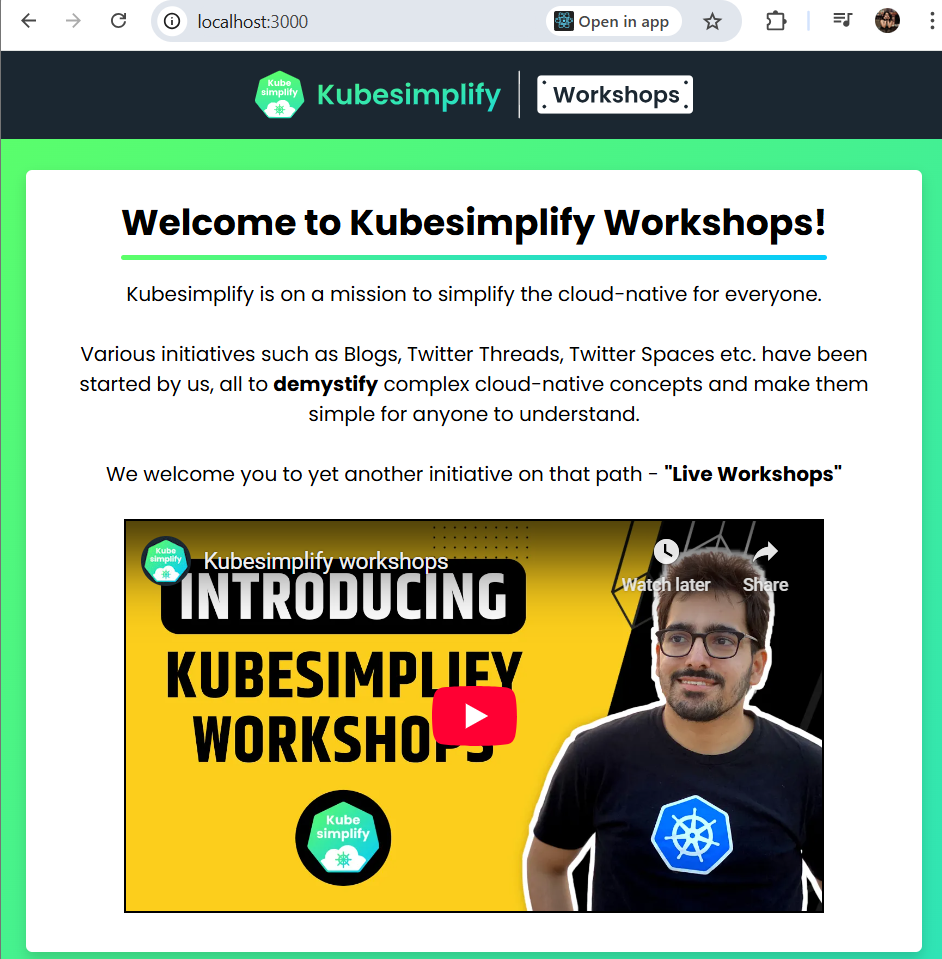 localhost:3000
Open in app
Kube
simplify
Kubesimplify
Workshops
Welcome to Kubesimplify Workshops!
Kubesimplify is on a mission to simplify the cloud-native for everyone.
Various initiatives such as Blogs, Twitter Threads, Twitter Spaces etc. have been
started by us, all to demystify complex cloud-native concepts and make them
simple for anyone to understand.
We welcome you to yet another initiative on that path - "Live Workshops"
Kube
simplify
Kubesimplify workshops
Watch later
Share
INTRODUCING
KUBESIMPLIFY
WORKSHOPS
Kube
simplify